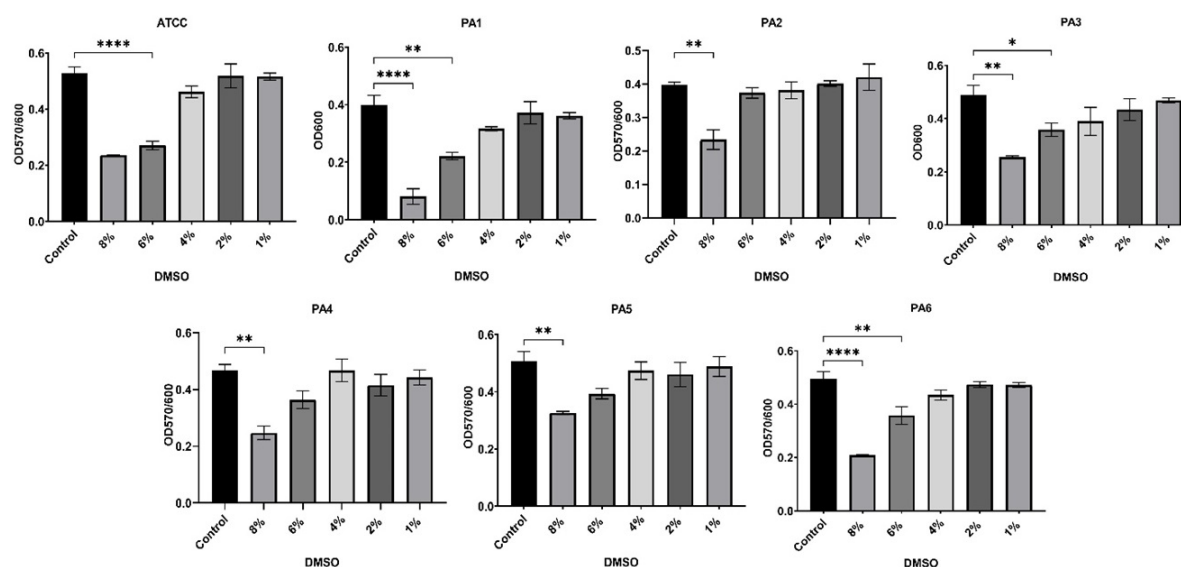 ATCC
****
OD570/600
0.6
0.4
0.2
0.0
Control
8%
6%
4%
2%
1%
DMSO
PA1
**
****
OD600
0.6
0.4
0.2
0.0
Control
8%
6%
4%
2%
1%
DMSO
PA2
**
OD570/600
0.5
0.4
0.3
0.2
0.1
0.0
Control
8%
6%
4%
2%
1%
DMSO
PA3
*
**
OD600
0.6
0.4
0.2
0.0
Control
8%
6%
4%
2%
1%
DMSO
PA4
**
OD570/600
0.6
0.4
0.2
0.0
Control
8%
6%
4%
2%
1%
DMSO
PA5
**
OD570/600
0.6
0.4
0.2
0.0
Control
8%
6%
4%
2%
1%
DMSO
PA6
**
****
OD570/600
0.6
0.4
0.2
0.0
Control
8%
6%
4%
2%
1%
DMSO